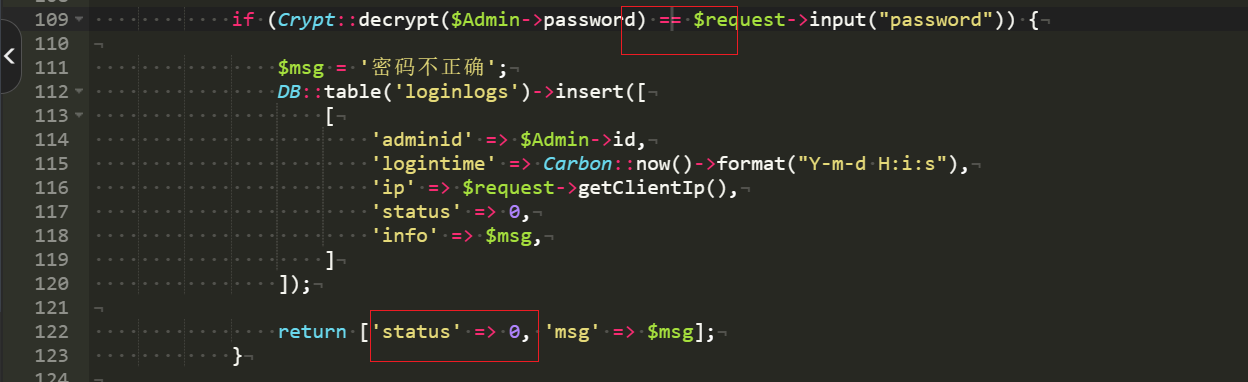 109 if (Crypt::decrypt($Admin->password) == $request->input("password")) {
110
111 $msg = '密码不正确';
112 DB::table('loginlogs')->insert([
113 [
114 'adminid' => $Admin->id,
115 'logintime' => Carbon::now()->format("Y-m-d H:i:s"),
116 'ip' => $request->getClientIp(),
117 'status' => 0,
118 'info' => $msg,
119 ]
120 ]);
121
122 return ['status' => 0, 'msg' => $msg];
123 }